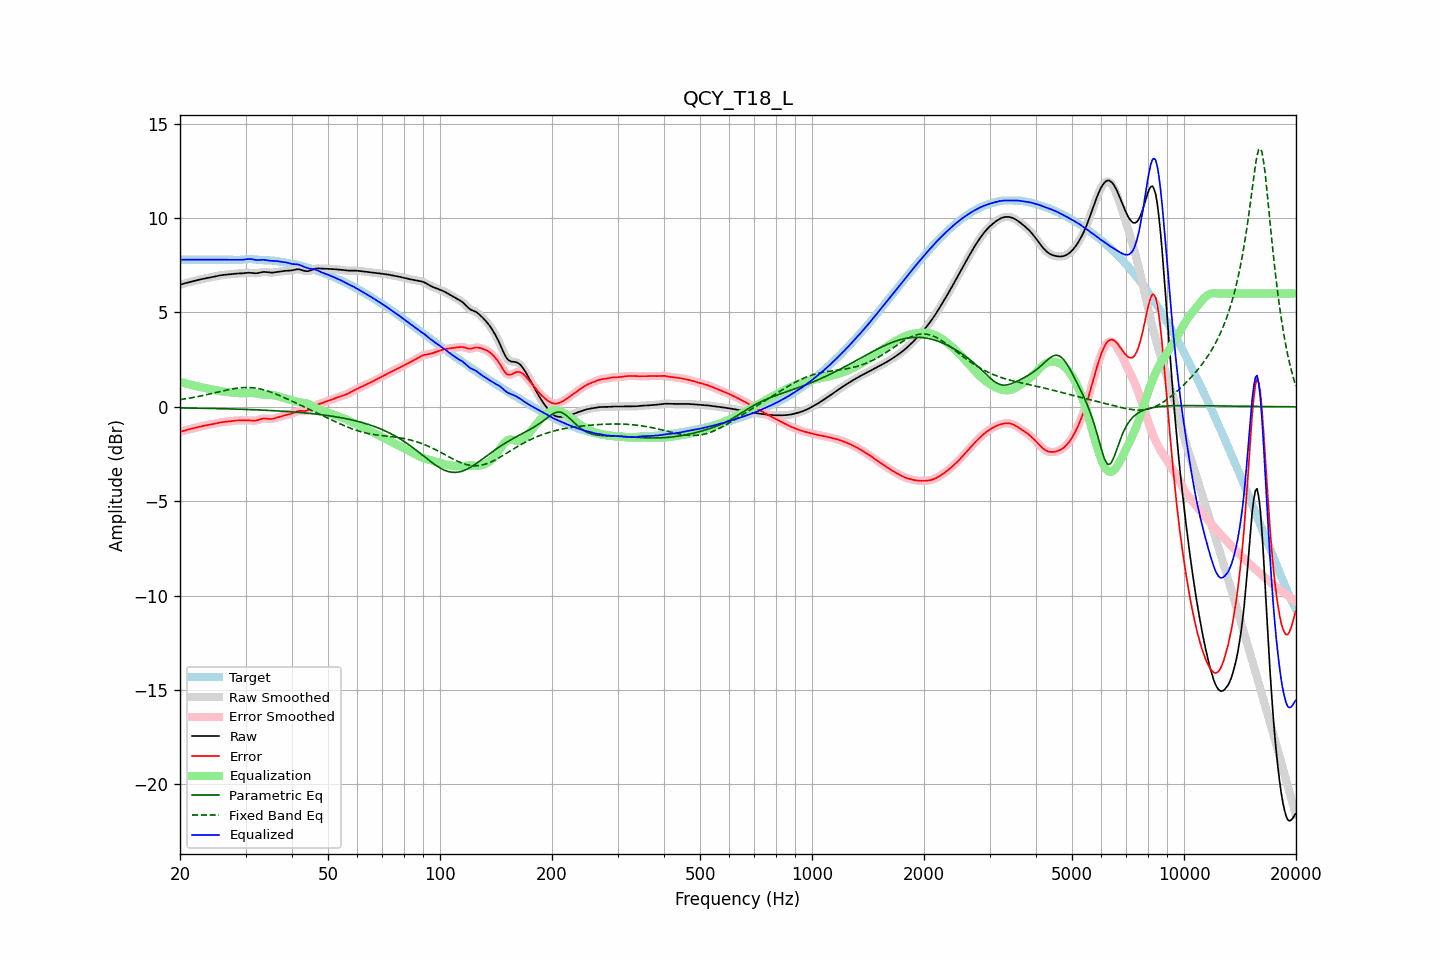 QCY_T18_L
15
10
5
0
−5
−10
−15
−20
Amplitude (dBr)
Target
Raw Smoothed
Error Smoothed
Raw
Error
Equalization
Parametric Eq
Fixed Band Eq
Equalized
20 50 100 200 500 1000 2000 5000 10000 20000
Frequency (Hz)